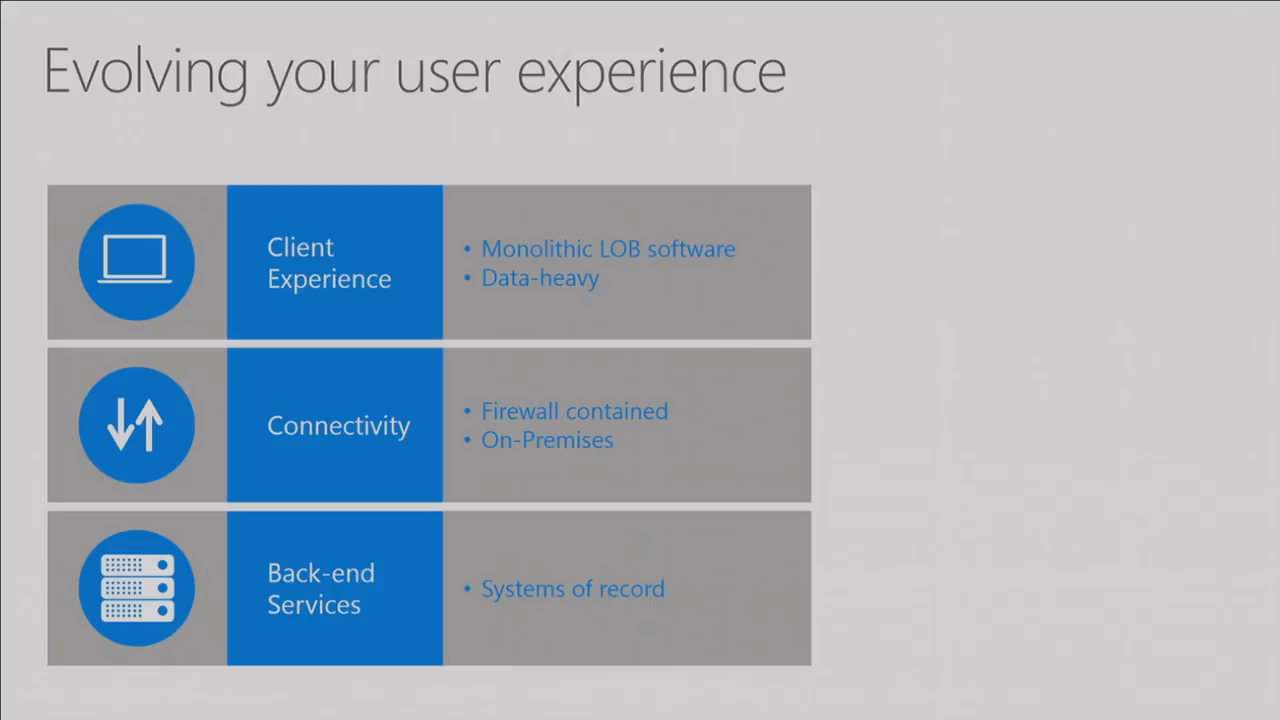 Evolving your user experience
Client
Experience
• Monolithic LOB software
• Data-heavy
Connectivity
• Firewall contained
• On-Premises
Back-end
Services
• Systems of record